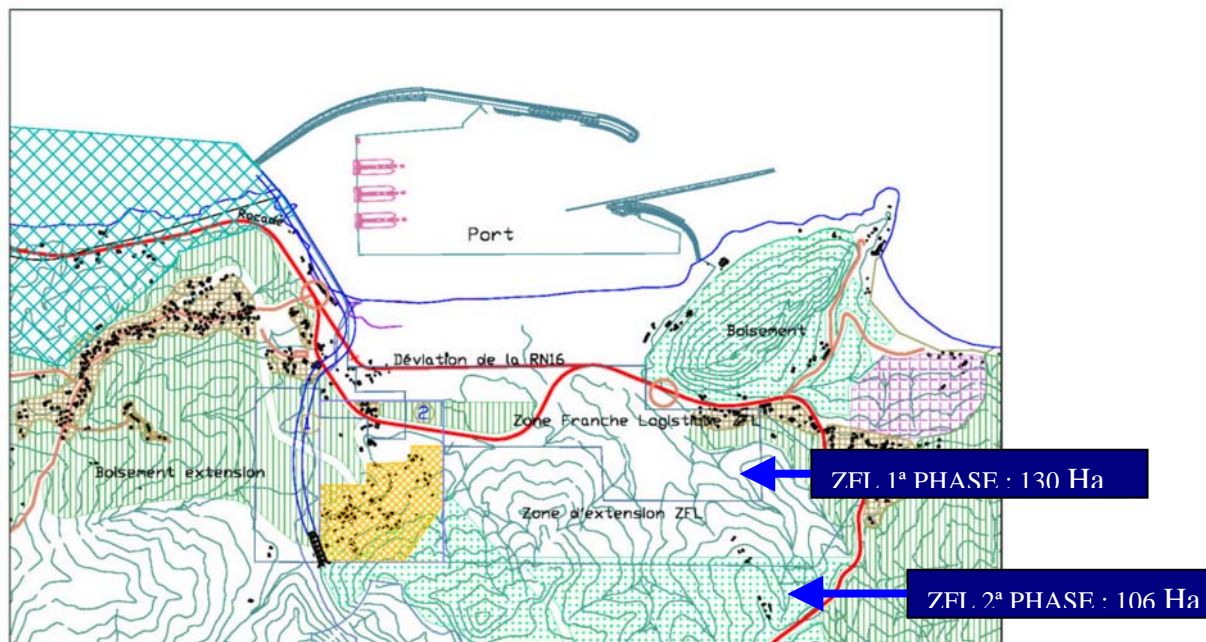 Rocade
Port
Boisement
Déviation de la RN16
2
Zone Franche Logistique ZFL
1
Boisement extension
ZFL 1ª PHASE : 130 Ha
Zone d'extension ZFL
ZFL 2ª PHASE : 106 Ha